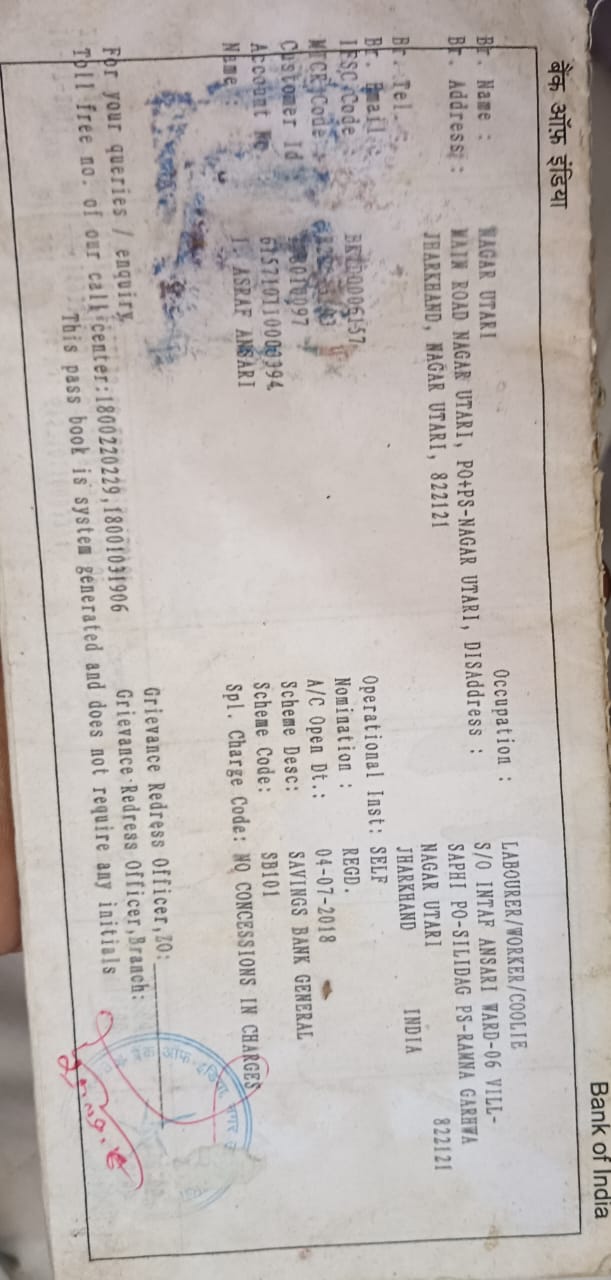 बैंक ऑफ़ इंडिया
Bank of India
Br. Name : NAGAR UTARI
Br. Address : MAIN ROAD NAGAR UTARI, PO+PS-NAGAR UTARI, DIS
JHARKHAND, NAGAR UTARI, 822121
Br. Tel.
Br. Email
IFSC Code BKID0006157
MICR Code
Customer Id
Account No. 615710110003394
Name : 1. ASRAF ANSARI
Occupation : LABOURER/WORKER/COOLIE
Address : S/O INTAF ANSARI WARD-06 VILL-
SAPHI PO-SILIDAG PS-RAMNA GARHWA
NAGAR UTARI 822121
JHARKHAND INDIA
Operational Inst: SELF
Nomination : REGD.
A/C Open Dt.: 04-07-2018
Scheme Desc: SAVINGS BANK GENERAL
Scheme Code: SB101
Spl. Charge Code: NO CONCESSIONS IN CHARGES
Grievance Redress Officer,ZO:
Grievance Redress Officer,Branch:
For your queries / enquiry,
Toll free no. of our call center:1800220229,18001031906
This pass book is system generated and does not require any initials
बैंक ऑफ इंडिया